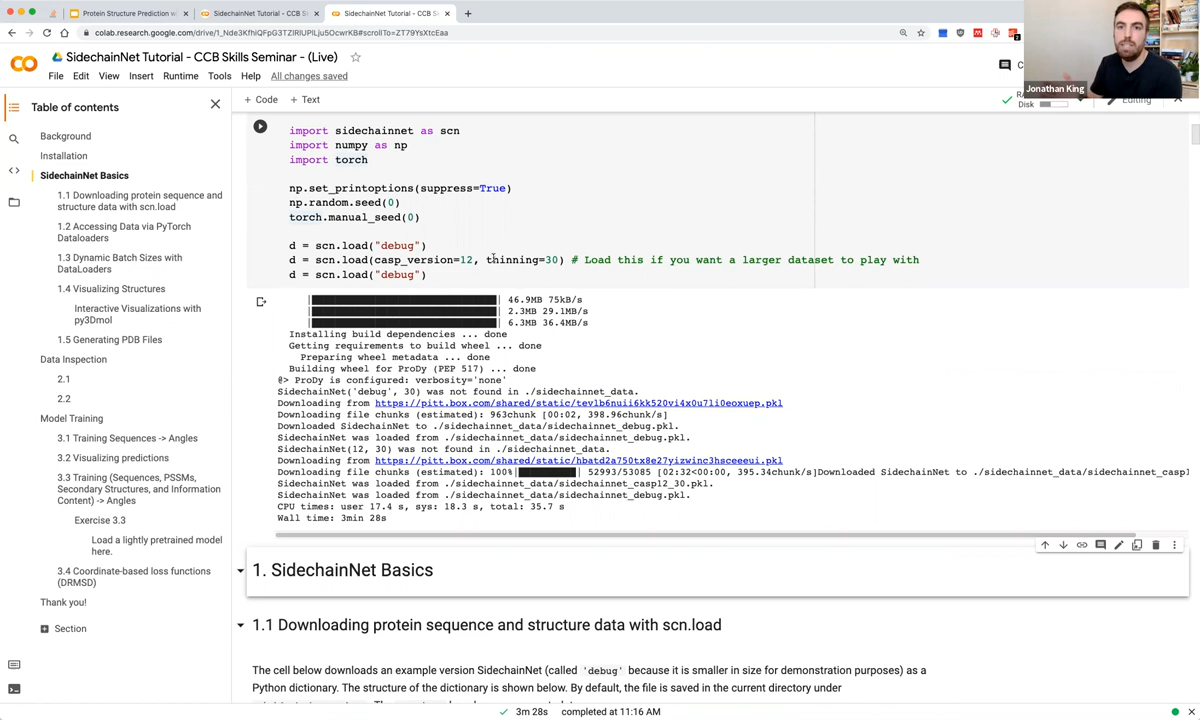 Protein Structure Prediction w
SidechainNet Tutorial - CCB S
SidechainNet Tutorial - CCB S
colab.research.google.com/drive/1_Nde3KfhiQFpG3TZlRlUPlLju5OcwrKB#scrollTo=ZT79YsXtcEaa
SidechainNet Tutorial - CCB Skills Seminar - (Live)
File Edit View Insert Runtime Tools Help All changes saved
Jonathan King
Table of contents
+ Code + Text
Disk
Editing
Background
Installation
SidechainNet Basics
1.1 Downloading protein sequence and
structure data with scn.load
1.2 Accessing Data via PyTorch
Dataloaders
1.3 Dynamic Batch Sizes with
DataLoaders
1.4 Visualizing Structures
Interactive Visualizations with
py3Dmol
1.5 Generating PDB Files
Data Inspection
2.1
2.2
Model Training
3.1 Training Sequences -> Angles
3.2 Visualizing predictions
3.3 Training (Sequences, PSSMs,
Secondary Structures, and Information
Content) -> Angles
Exercise 3.3
Load a lightly pretrained model
here.
3.4 Coordinate-based loss functions
(DRMSD)
Thank you!
Section
import sidechainnet as scn
import numpy as np
import torch
np.set_printoptions(suppress=True)
np.random.seed(0)
torch.manual_seed(0)
d = scn.load("debug")
d = scn.load(casp_version=12, thinning=30) # Load this if you want a larger dataset to play with
d = scn.load("debug")
| 46.9MB 75kB/s
| 2.3MB 29.1MB/s
| 6.3MB 36.4MB/s
Installing build dependencies ... done
Getting requirements to build wheel ... done
Preparing wheel metadata ... done
Building wheel for ProDy (PEP 517) ... done
@> ProDy is configured: verbosity='none'
SidechainNet('debug', 30) was not found in ./sidechainnet_data.
Downloading from https://pitt.box.com/shared/static/tevlb6nuii6kk520vi4x0u7li0eoxuep.pkl
Downloading file chunks (estimated): 963chunk [00:02, 398.96chunk/s]
Downloaded SidechainNet to ./sidechainnet_data/sidechainnet_debug.pkl.
SidechainNet was loaded from ./sidechainnet_data/sidechainnet_debug.pkl.
SidechainNet(12, 30) was not found in ./sidechainnet_data.
Downloading from https://pitt.box.com/shared/static/hbatd2a750tx8e27yizwinc3hsceeeui.pkl
Downloading file chunks (estimated): 100%| | 52993/53085 [02:32<00:00, 395.34chunk/s]Downloaded SidechainNet to ./sidechainnet_data/sidechainnet_casp1
SidechainNet was loaded from ./sidechainnet_data/sidechainnet_casp12_30.pkl.
SidechainNet was loaded from ./sidechainnet_data/sidechainnet_debug.pkl.
CPU times: user 17.4 s, sys: 18.3 s, total: 35.7 s
Wall time: 3min 28s
1. SidechainNet Basics
1.1 Downloading protein sequence and structure data with scn.load
The cell below downloads an example version SidechainNet (called 'debug' because it is smaller in size for demonstration purposes) as a
Python dictionary. The structure of the dictionary is shown below. By default, the file is saved in the current directory under
3m 28s completed at 11:16 AM